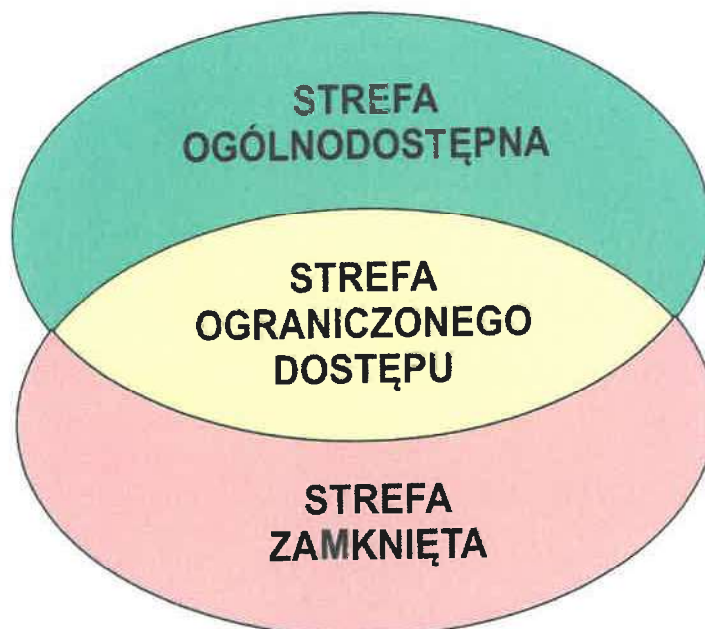 STREFA
OGÓLNODOSTĘPNA
STREFA
OGRANICZONEGO
DOSTĘPU
STREFA
ZAMKNIĘTA